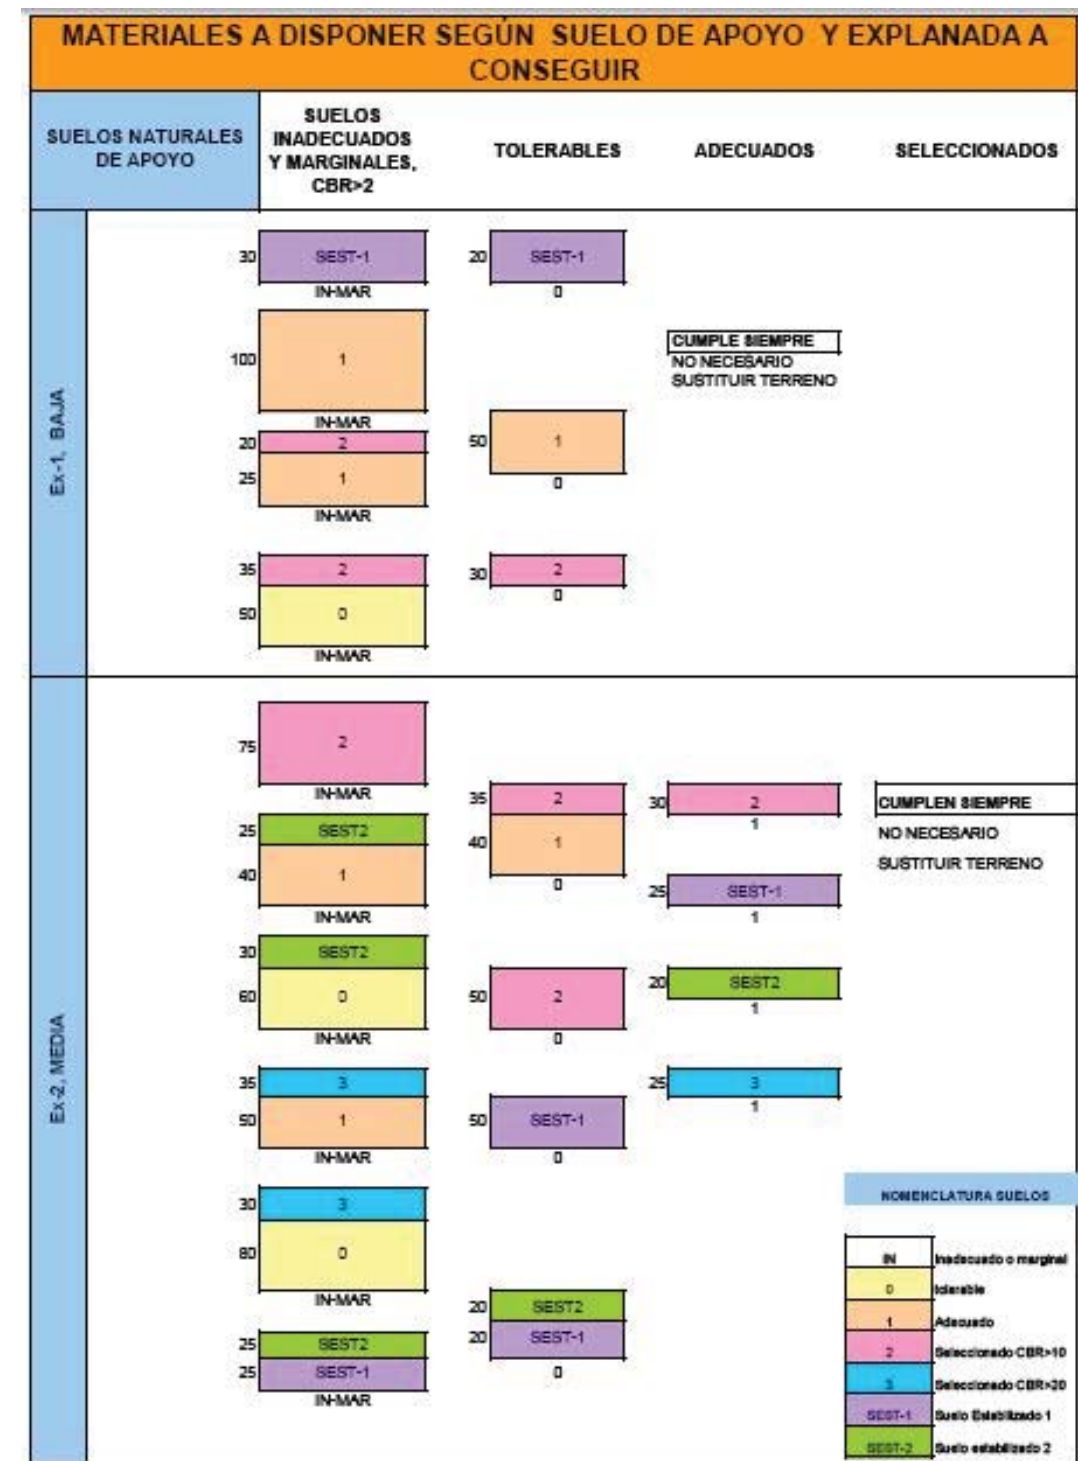 MATERIALES A DISPONER SEGÚN SUELO DE APOYO Y EXPLANADA A
CONSEGUIR
SUELOS NATURALES
DE APOYO
SUELOS
INADECUADOS
Y MARGINALES,
CBR>2
TOLERABLES
ADECUADOS
SELECCIONADOS
Ex-1, BAJA
30 SEST-1
IN-MAR
100 1
IN-MAR
20 2
25 1
IN-MAR
35 2
50 0
IN-MAR
20 SEST-1
0
50 1
0
30 2
0
CUMPLE SIEMPRE
NO NECESARIO
SUSTITUIR TERRENO
Ex-2, MEDIA
75 2
IN-MAR
25 SEST2
40 1
IN-MAR
30 SEST2
60 0
IN-MAR
35 3
50 1
IN-MAR
30 3
80 0
IN-MAR
25 SEST2
25 SEST-1
IN-MAR
35 2
40 1
0
50 2
0
50 SEST-1
0
20 SEST2
20 SEST-1
0
30 2
1
25 SEST-1
1
20 SEST2
1
25 3
1
CUMPLEN SIEMPRE
NO NECESARIO
SUSTITUIR TERRENO
NOMENCLATURA SUELOS
IN Inadecuado o marginal
0 tolerable
1 Adecuado
2 Seleccionado CBR>10
3 Seleccionado CBR>20
SEST-1 Suelo Estabilizado 1
SEST-2 Suelo estabilizado 2